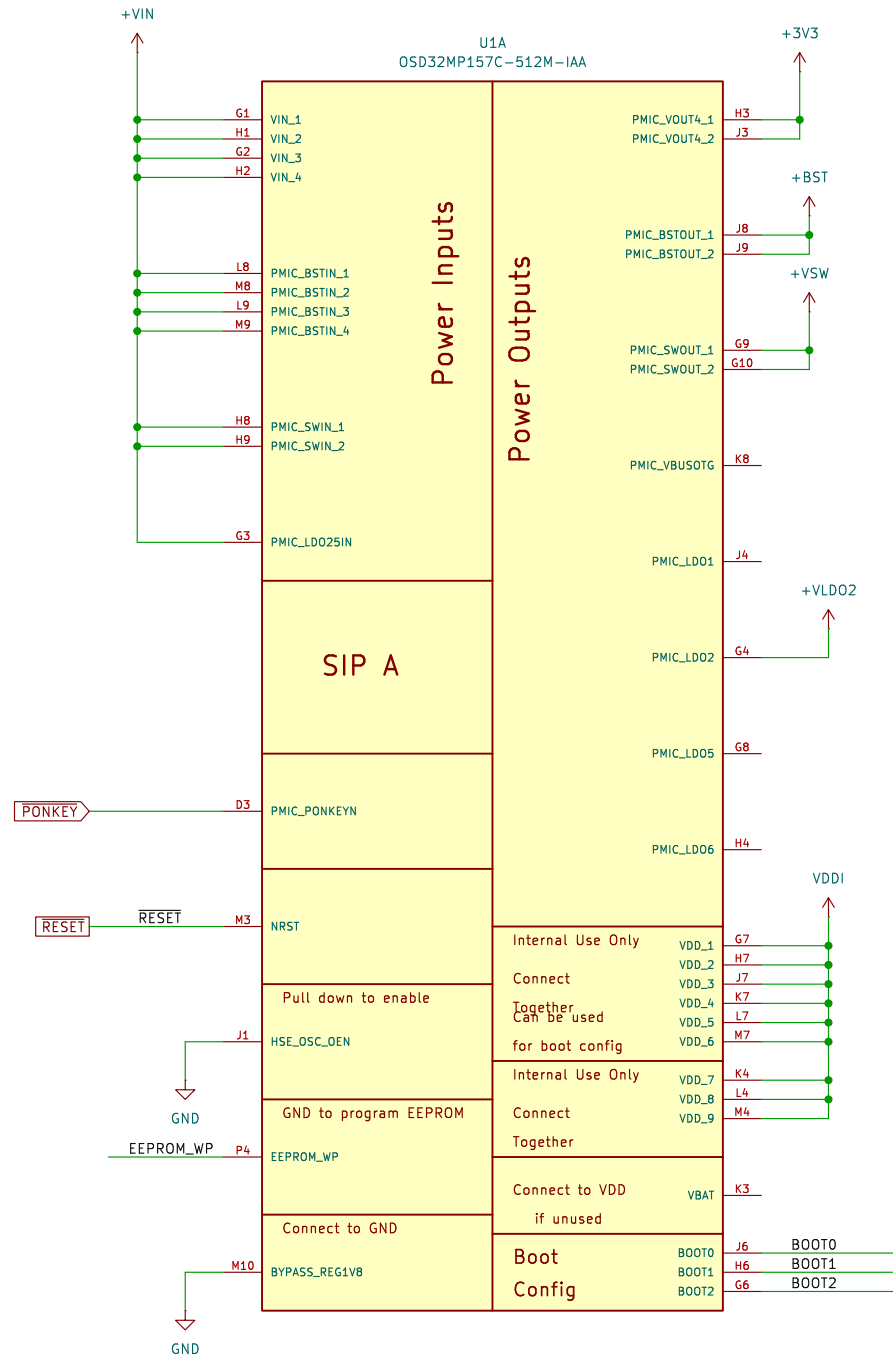 +VIN
+3V3
U1A
OSD32MP157C-512M-IAA
G1 VIN_1
H1 VIN_2
G2 VIN_3
H2 VIN_4
L8 PMIC_BSTIN_1
M8 PMIC_BSTIN_2
L9 PMIC_BSTIN_3
M9 PMIC_BSTIN_4
H8 PMIC_SWIN_1
H9 PMIC_SWIN_2
G3 PMIC_LDO25IN
Power Inputs
SIP A
PONKEY
D3 PMIC_PONKEYN
RESET
RESET
M3 NRST
Pull down to enable
J1 HSE_OSC_OEN
GND
GND to program EEPROM
EEPROM_WP
P4 EEPROM_WP
Connect to GND
M10 BYPASS_REG1V8
GND
Power Outputs
PMIC_VOUT4_1 H3
PMIC_VOUT4_2 J3
+BST
PMIC_BSTOUT_1 J8
PMIC_BSTOUT_2 J9
+VSW
PMIC_SWOUT_1 G9
PMIC_SWOUT_2 G10
PMIC_VBUSOTG K8
PMIC_LDO1 J4
+VLDO2
PMIC_LDO2 G4
PMIC_LDO5 G8
PMIC_LDO6 H4
VDDI
Internal Use Only
Connect
Together
Can be used
for boot config
VDD_1 G7
VDD_2 H7
VDD_3 J7
VDD_4 K7
VDD_5 L7
VDD_6 M7
Internal Use Only
Connect
Together
VDD_7 K4
VDD_8 L4
VDD_9 M4
Connect to VDD
if unused
VBAT K3
Boot
Config
BOOT0 J6 BOOT0
BOOT1 H6 BOOT1
BOOT2 G6 BOOT2